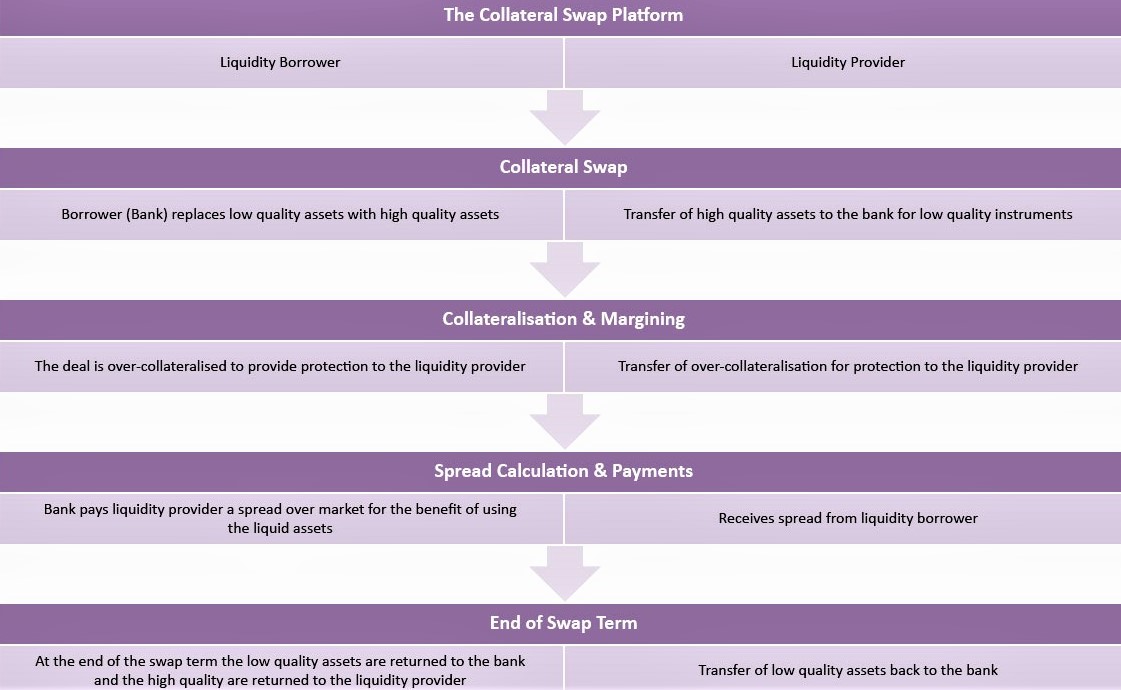 The Collateral Swap Platform
Liquidity Borrower
Liquidity Provider
Collateral Swap
Borrower (Bank) replaces low quality assets with high quality assets
Transfer of high quality assets to the bank for low quality instruments
Collateralisation & Margining
The deal is over-collateralised to provide protection to the liquidity provider
Transfer of over-collateralisation for protection to the liquidity provider
Spread Calculation & Payments
Bank pays liquidity provider a spread over market for the benefit of using
the liquid assets
Receives spread from liquidity borrower
End of Swap Term
At the end of the swap term the low quality assets are returned to the bank
and the high quality are returned to the liquidity provider
Transfer of low quality assets back to the bank